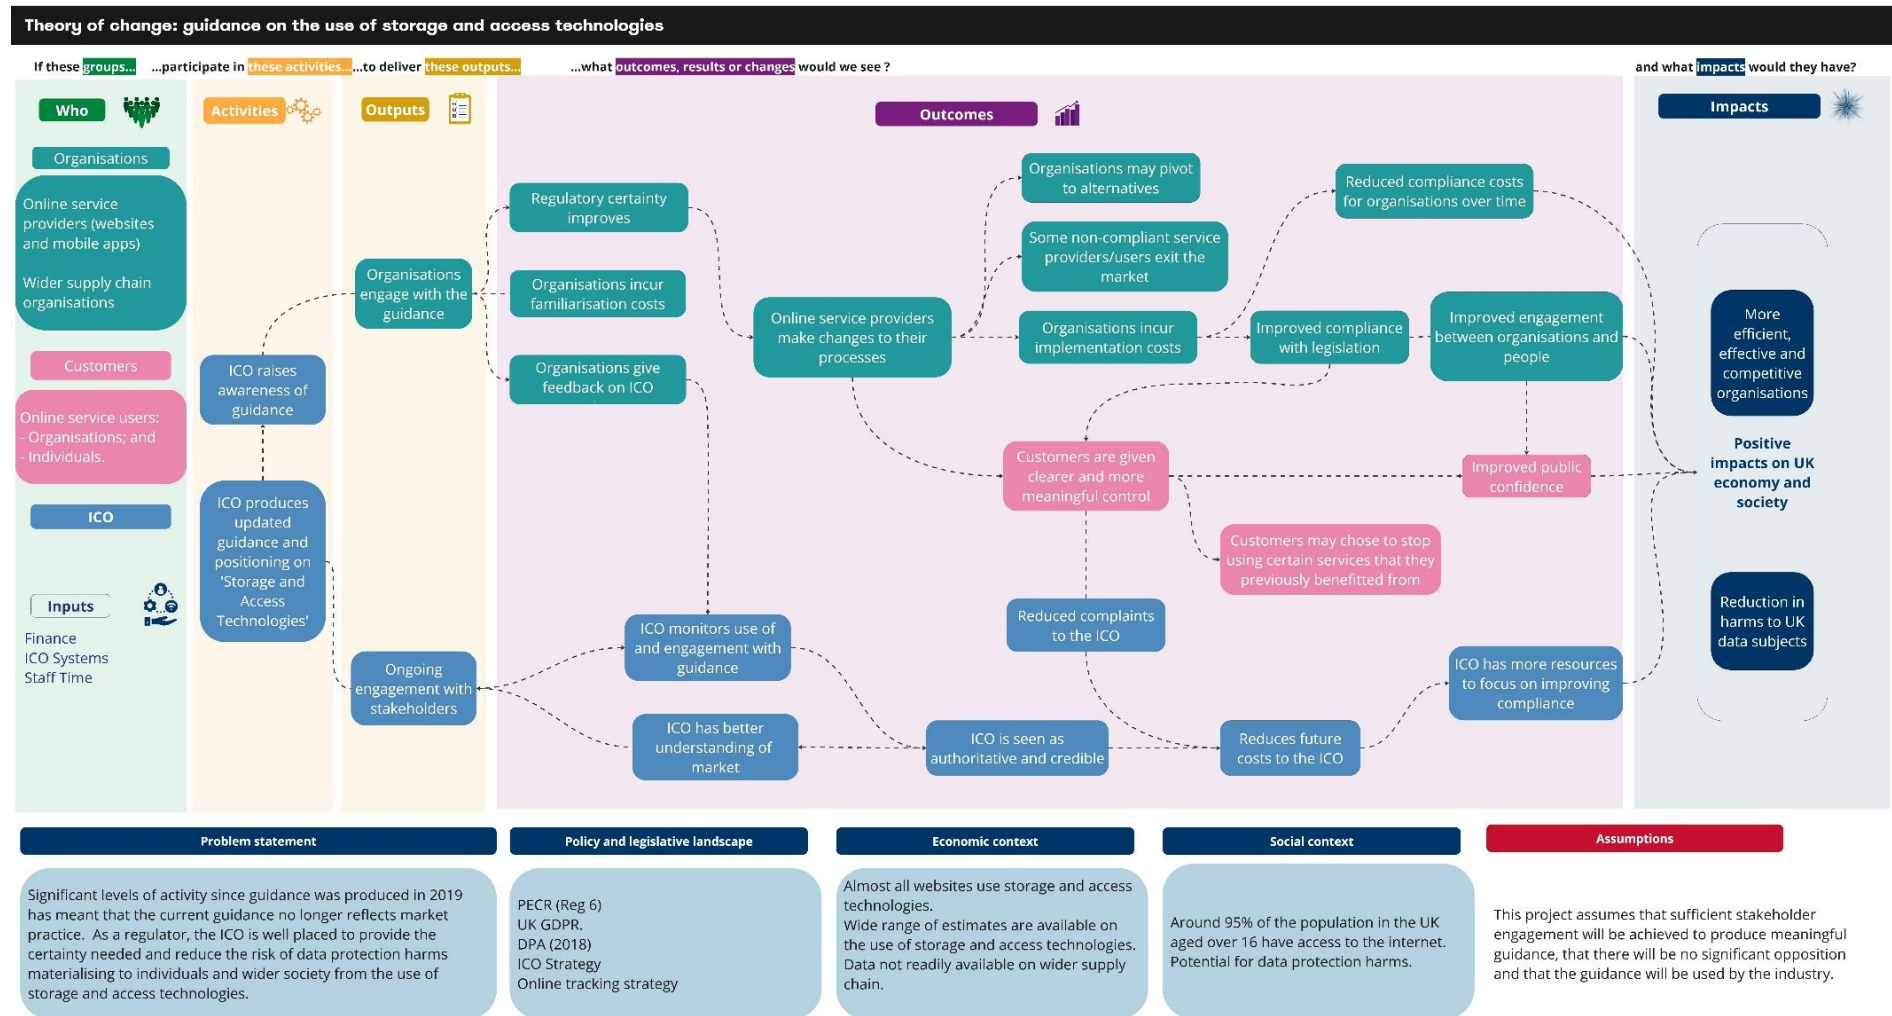 Theory of change: guidance on the use of storage and access technologies
If these groups...
...participate in these activities...
...to deliver these outputs...
...what outcomes, results or changes would we see ?
and what impacts would they have?
Who
Organisations
Online service
providers (websites
and mobile apps)
Wider supply chain
organisations
Customers
Online service users:
- Organisations; and
- Individuals.
ICO
Inputs
Finance
ICO Systems
Staff Time
Activities
ICO raises
awareness of
guidance
ICO produces
updated
guidance and
positioning on
'Storage and
Access
Technologies'
Outputs
Organisations
engage with the
guidance
Ongoing
engagement with
stakeholders
Outcomes
Regulatory certainty
improves
Organisations incur
familiarisation costs
Organisations give
feedback on ICO
Online service providers
make changes to their
processes
Organisations may pivot
to alternatives
Some non-compliant service
providers/users exit the
market
Organisations incur
implementation costs
Reduced compliance costs
for organisations over time
Improved compliance
with legislation
Improved engagement
between organisations and
people
Customers are given
clearer and more
meaningful control
Improved public
confidence
Customers may chose to stop
using certain services that they
previously benefitted from
Reduced complaints
to the ICO
ICO monitors use of
and engagement with
guidance
ICO has better
understanding of
market
ICO is seen as
authoritative and credible
Reduces future
costs to the ICO
ICO has more resources
to focus on improving
compliance
Impacts
More
efficient,
effective and
competitive
organisations
Positive
impacts on UK
economy and
society
Reduction in
harms to UK
data subjects
Problem statement
Significant levels of activity since guidance was produced in 2019
has meant that the current guidance no longer reflects market
practice. As a regulator, the ICO is well placed to provide the
certainty needed and reduce the risk of data protection harms
materialising to individuals and wider society from the use of
storage and access technologies.
Policy and legislative landscape
PECR (Reg 6)
UK GDPR.
DPA (2018)
ICO Strategy
Online tracking strategy
Economic context
Almost all websites use storage and access
technologies.
Wide range of estimates are available on
the use of storage and access technologies.
Data not readily available on wider supply
chain.
Social context
Around 95% of the population in the UK
aged over 16 have access to the internet.
Potential for data protection harms.
Assumptions
This project assumes that sufficient stakeholder
engagement will be achieved to produce meaningful
guidance, that there will be no significant opposition
and that the guidance will be used by the industry.